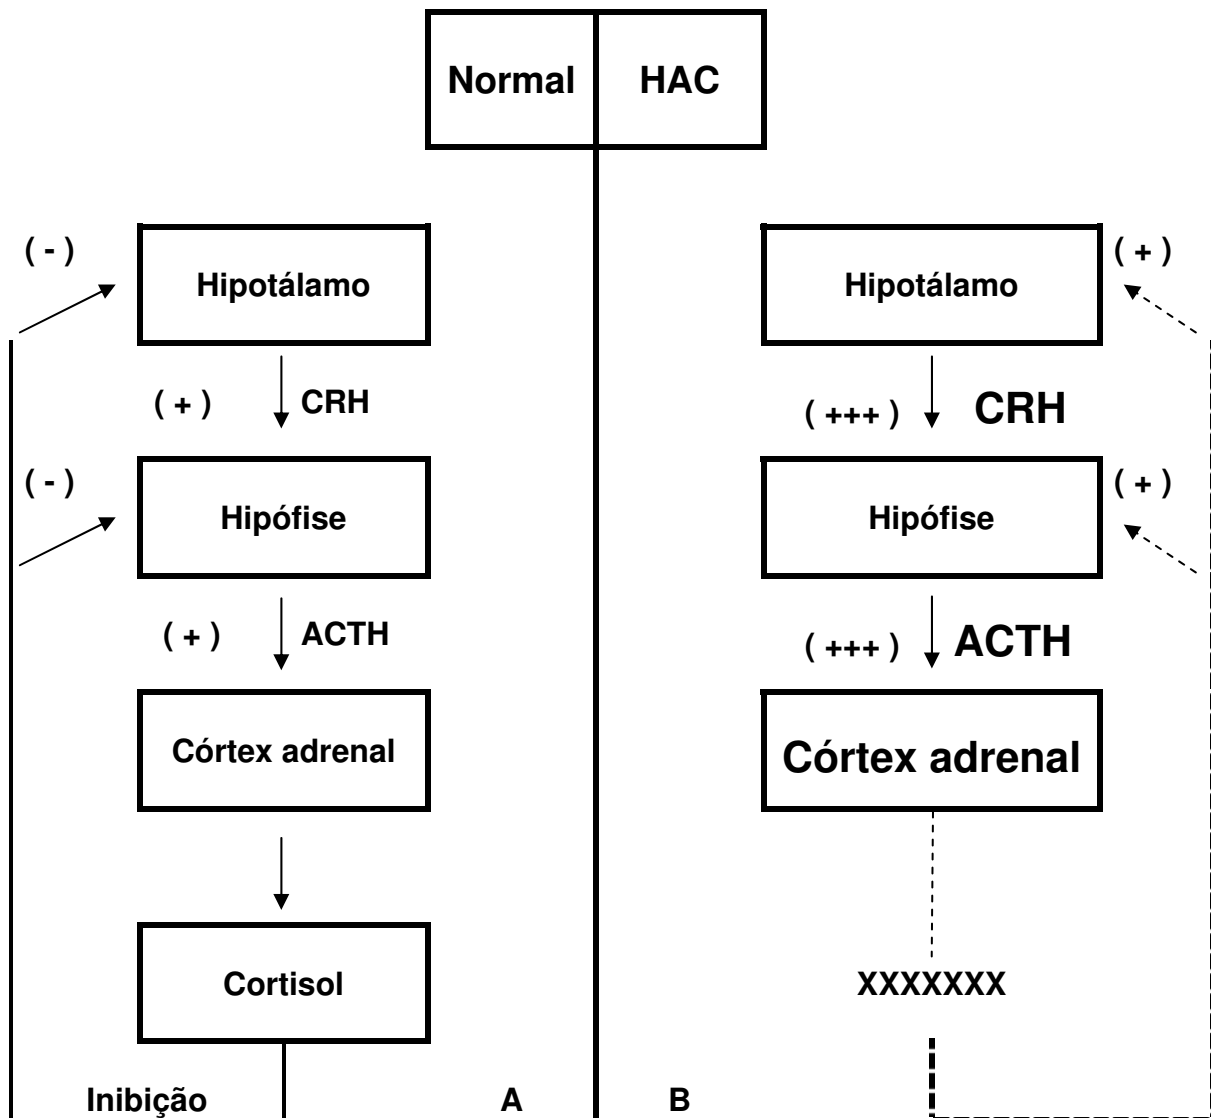 Normal HAC
( - )
Hipotálamo
( + ) CRH
( - )
Hipófise
( + ) ACTH
Córtex adrenal
Cortisol
Inibição
A
( + )
Hipotálamo
( +++ ) CRH
( + )
Hipófise
( +++ ) ACTH
Córtex adrenal
XXXXXXX
B